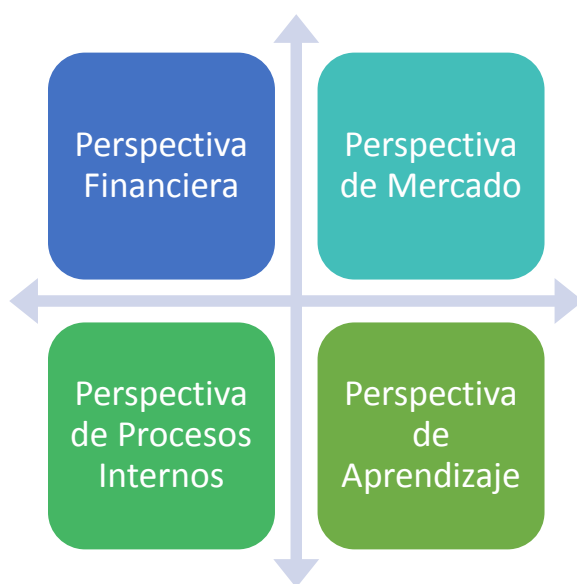 Perspectiva
Financiera
Perspectiva
de Mercado
Perspectiva
de Procesos
Internos
Perspectiva
de
Aprendizaje